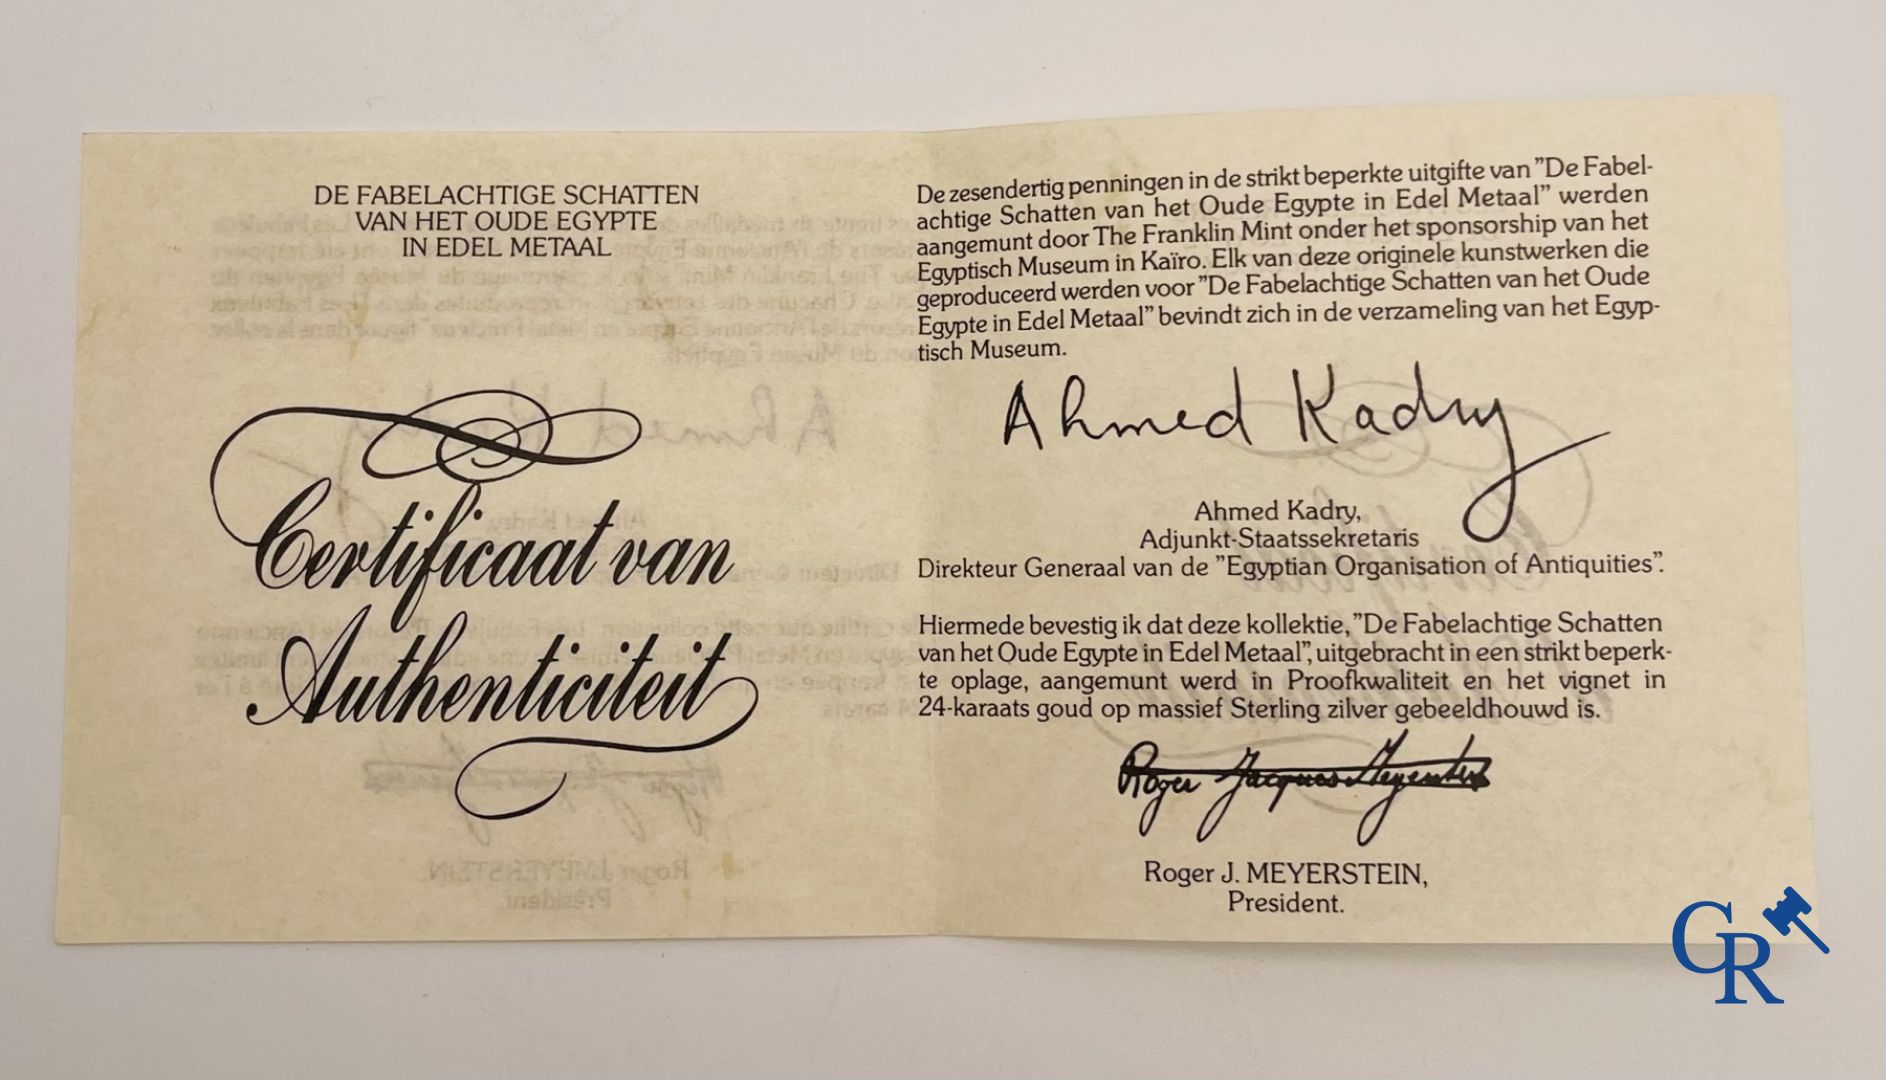 DE FABELACHTIGE SCHATTEN
VAN HET OUDE EGYPTE
IN EDEL METAAL
Certificaat van
Authenticiteit
De zesendertig penningen in de strikt beperkte uitgifte van "De Fabel-
achtige Schatten van het Oude Egypte in Edel Metaal" werden
aangemunt door The Franklin Mint onder het sponsorship van het
Egyptisch Museum in Kaïro. Elk van deze originele kunstwerken die
geproduceerd werden voor "De Fabelachtige Schatten van het Oude
Egypte in Edel Metaal" bevindt zich in de verzameling van het Egyp-
tisch Museum.
Ahmed Kadry
Ahmed Kadry,
Adjunkt-Staatssekretaris
Direkteur Generaal van de "Egyptian Organisation of Antiquities".
Hiermede bevestig ik dat deze kollektie, "De Fabelachtige Schatten
van het Oude Egypte in Edel Metaal", uitgebracht in een strikt beperk-
te oplage, aangemunt werd in Proofkwaliteit en het vignet in
24-karaats goud op massief Sterling zilver gebeeldhouwd is.
Roger Jacques Meyerstein
Roger J. MEYERSTEIN,
President.
CR